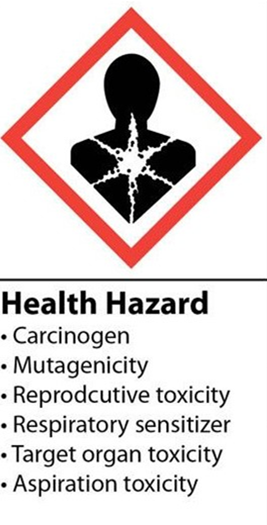 Health Hazard
• Carcinogen
• Mutagenicity
• Reprodcutive toxicity
• Respiratory sensitizer
• Target organ toxicity
• Aspiration toxicity